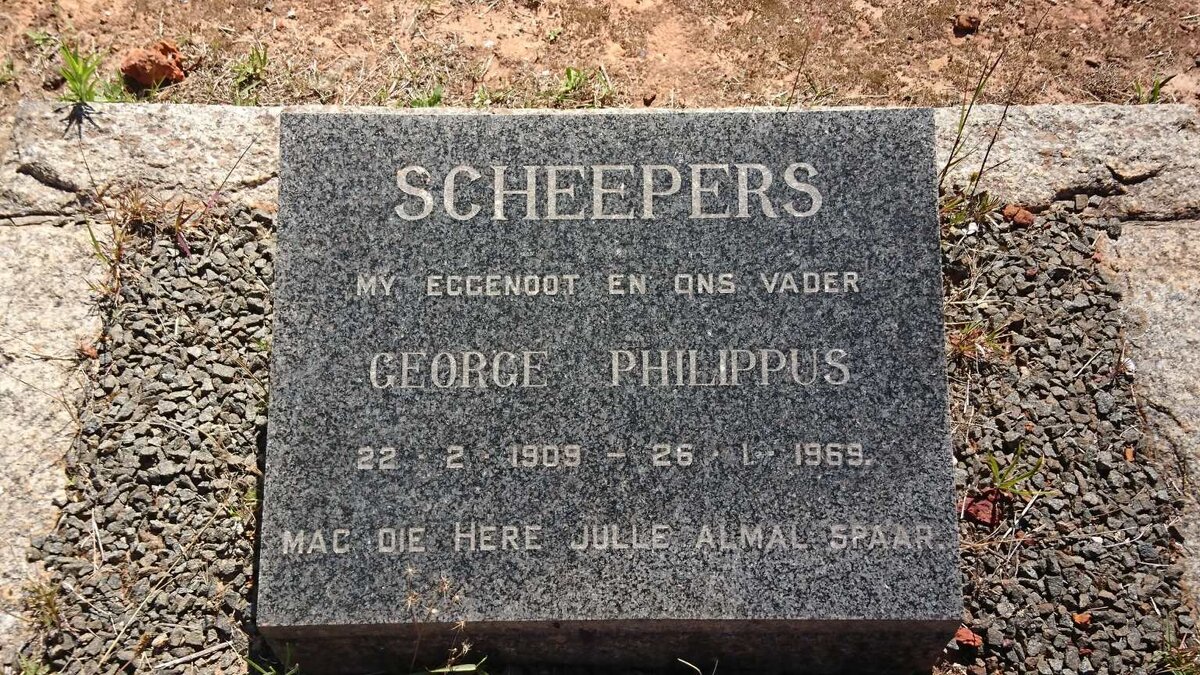 SCHEEPERS
MY EGGENOOT EN ONS VADER
GEORGE PHILIPPUS
22·2·1909 – 26·1·1969.
MAG DIE HERE JULLE ALMAL SPAAR.